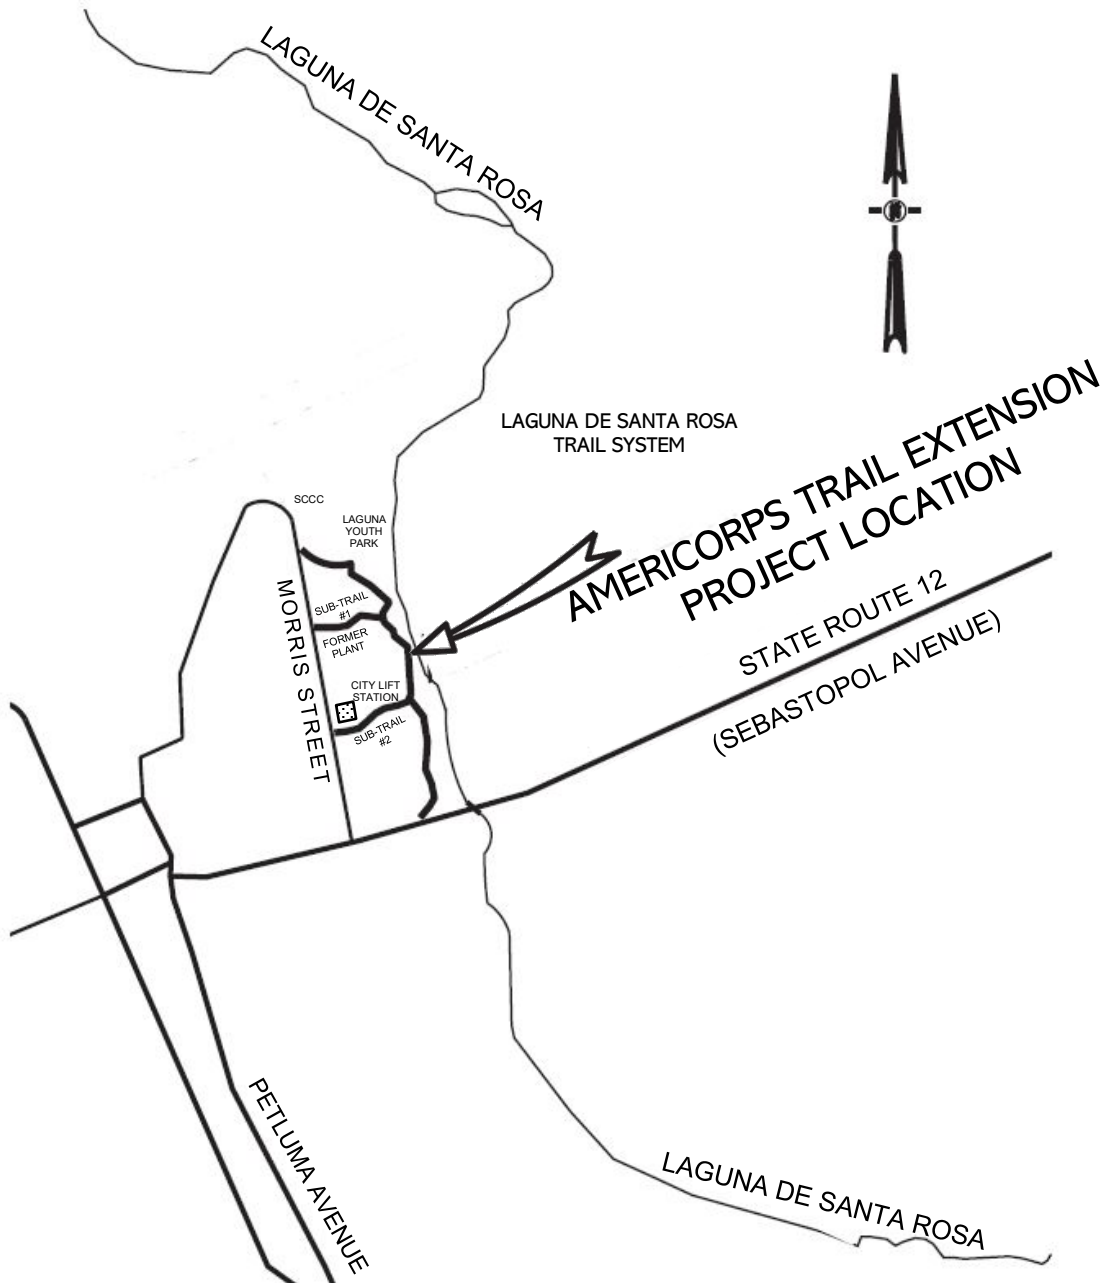 LAGUNA DE SANTA ROSA
N
LAGUNA DE SANTA ROSA
TRAIL SYSTEM
AMERICORPS TRAIL EXTENSION
PROJECT LOCATION
SCCC
LAGUNA
YOUTH
PARK
MORRIS STREET
SUB-TRAIL
#1
FORMER
PLANT
CITY LIFT
STATION
SUB-TRAIL
#2
STATE ROUTE 12
(SEBASTOPOL AVENUE)
PETLUMA AVENUE
LAGUNA DE SANTA ROSA